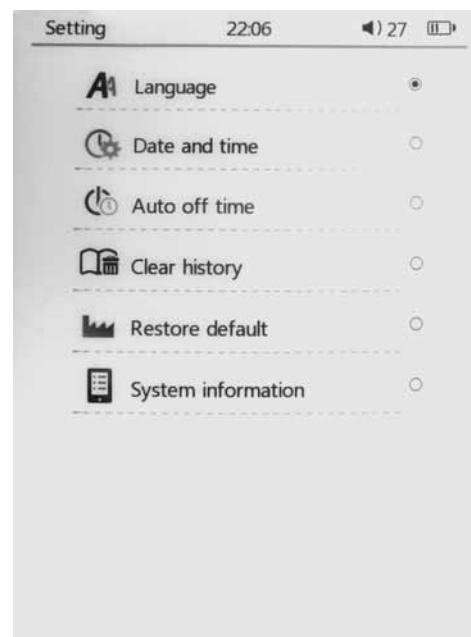 Setting 22:06 27
Language
Date and time
Auto off time
Clear history
Restore default
System information